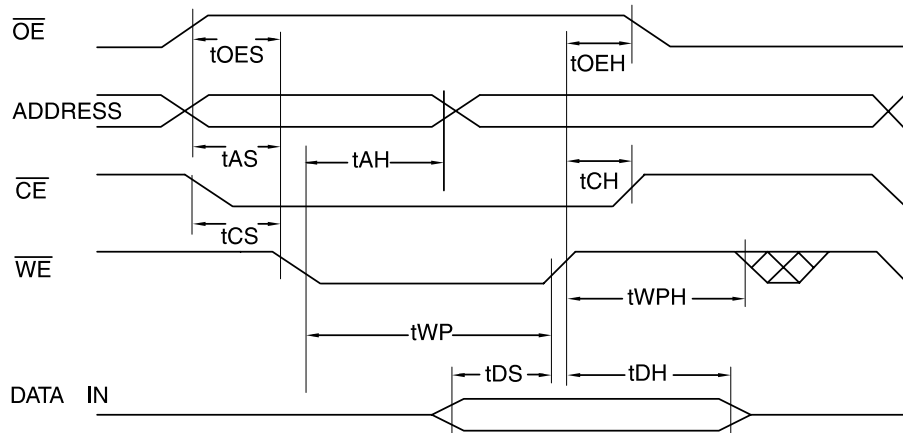 OE
tOES
tOEH
ADDRESS
tAS
tAH
tCH
CE
tCS
WE
tWPH
tWP
tDS
tDH
DATA IN